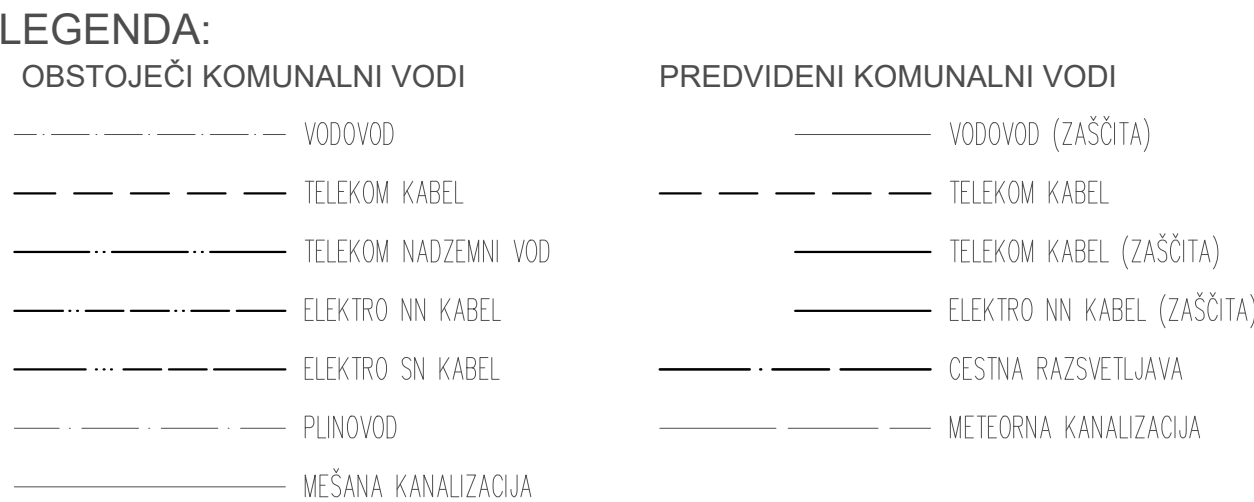 LEGENDA:
OBSTOJEČI KOMUNALNI VODI
VODOVOD
TELEKOM KABEL
TELEKOM NADZEMNI VOD
ELEKTRO NN KABEL
ELEKTRO SN KABEL
PLINOVOD
MEŠANA KANALIZACIJA
PREDVIDENI KOMUNALNI VODI
VODOVOD (ZAŠČITA)
TELEKOM KABEL
TELEKOM KABEL (ZAŠČITA)
ELEKTRO NN KABEL (ZAŠČITA)
CESTNA RAZSVETLJAVA
METEORNA KANALIZACIJA